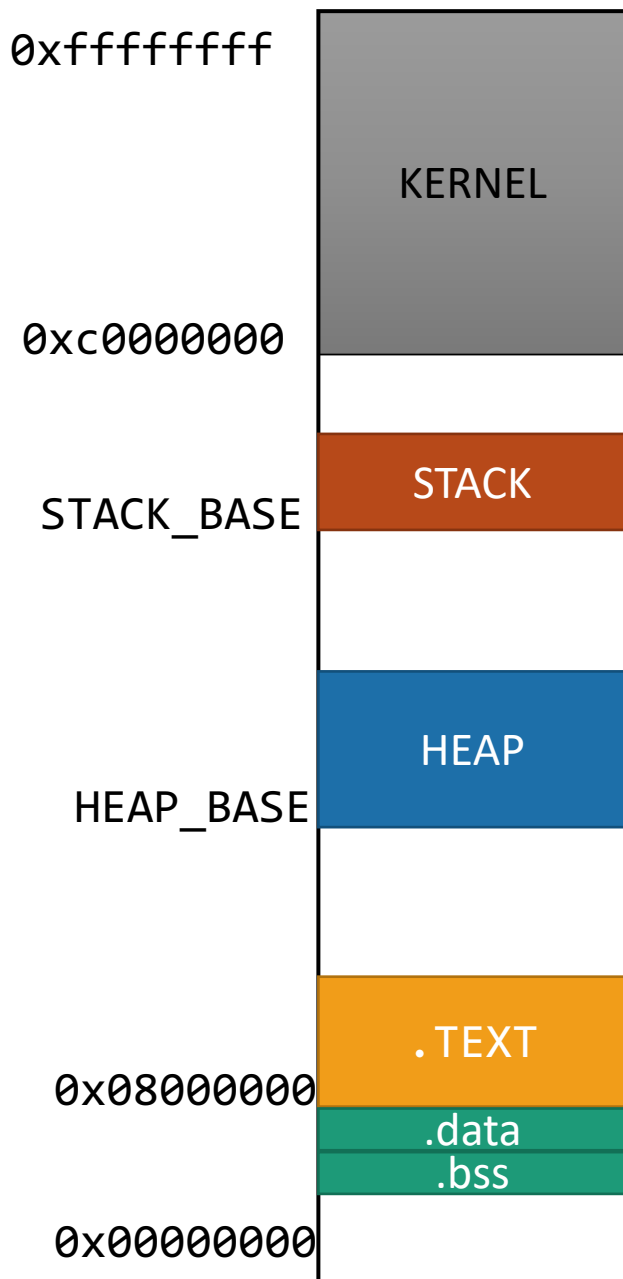 0xffffffff
KERNEL
0xc0000000
STACK
STACK_BASE
HEAP
HEAP_BASE
.TEXT
0x08000000
.data
.bss
0x00000000